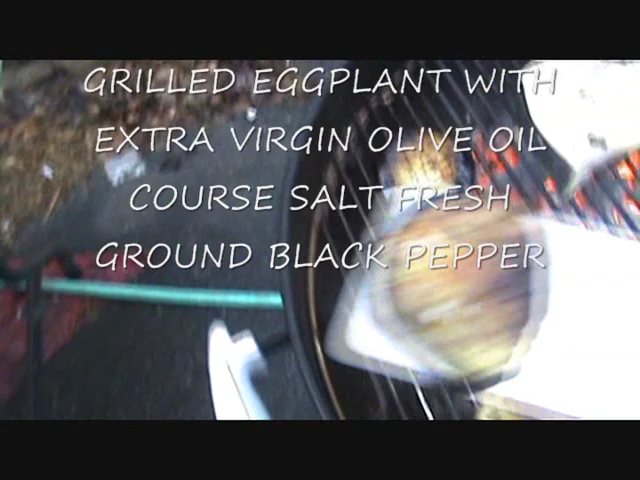 GRILLED EGGPLANT WITH
EXTRA VIRGIN OLIVE OIL
COURSE SALT FRESH
GROUND BLACK PEPPER